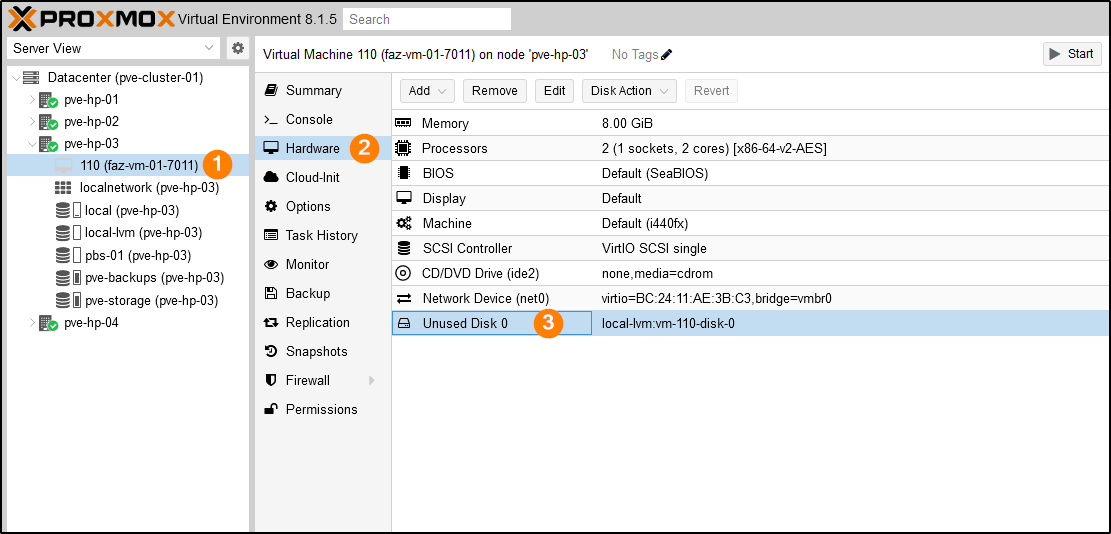 PROXMOX Virtual Environment 8.1.5 Search
Server View
Datacenter (pve-cluster-01)
pve-hp-01
pve-hp-02
pve-hp-03
110 (faz-vm-01-7011) 1
localnetwork (pve-hp-03)
local (pve-hp-03)
local-lvm (pve-hp-03)
pbs-01 (pve-hp-03)
pve-backups (pve-hp-03)
pve-storage (pve-hp-03)
pve-hp-04
Virtual Machine 110 (faz-vm-01-7011) on node 'pve-hp-03' No Tags Start
Summary
Console
Hardware 2
Cloud-Init
Options
Task History
Monitor
Backup
Replication
Snapshots
Firewall
Permissions
Add Remove Edit Disk Action Revert
Memory 8.00 GiB
Processors 2 (1 sockets, 2 cores) [x86-64-v2-AES]
BIOS Default (SeaBIOS)
Display Default
Machine Default (i440fx)
SCSI Controller VirtIO SCSI single
CD/DVD Drive (ide2) none,media=cdrom
Network Device (net0) virtio=BC:24:11:AE:3B:C3,bridge=vmbr0
Unused Disk 0 3 local-lvm:vm-110-disk-0